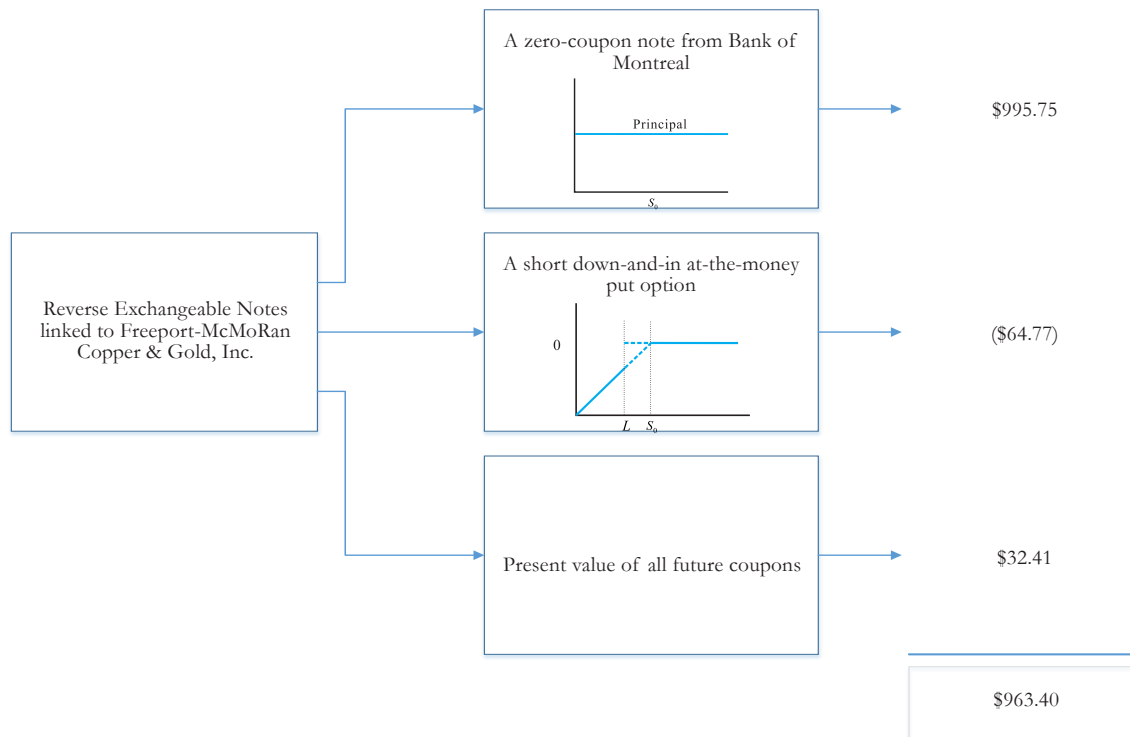 A zero-coupon note from Bank of
Montreal
Principal
S₀
$995.75
Reverse Exchangeable Notes
linked to Freeport-McMoRan
Copper & Gold, Inc.
A short down-and-in at-the-money
put option
0
L S₀
($64.77)
Present value of all future coupons
$32.41
$963.40